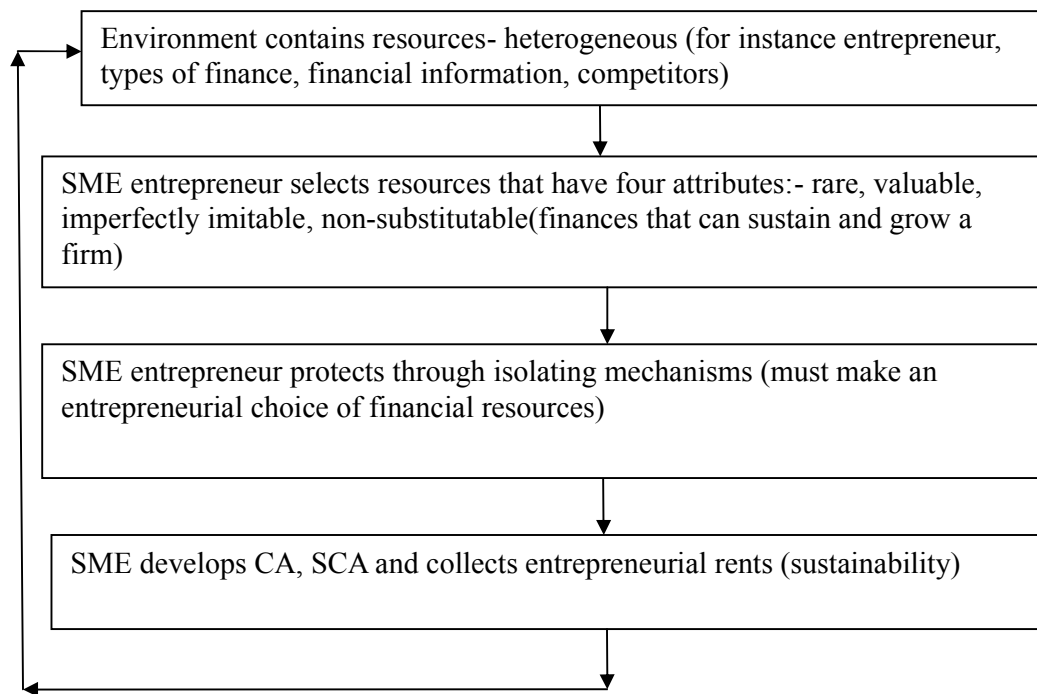 Environment contains resources- heterogeneous (for instance entrepreneur,
types of finance, financial information, competitors)
SME entrepreneur selects resources that have four attributes:- rare, valuable,
imperfectly imitable, non-substitutable(finances that can sustain and grow a
firm)
SME entrepreneur protects through isolating mechanisms (must make an
entrepreneurial choice of financial resources)
SME develops CA, SCA and collects entrepreneurial rents (sustainability)